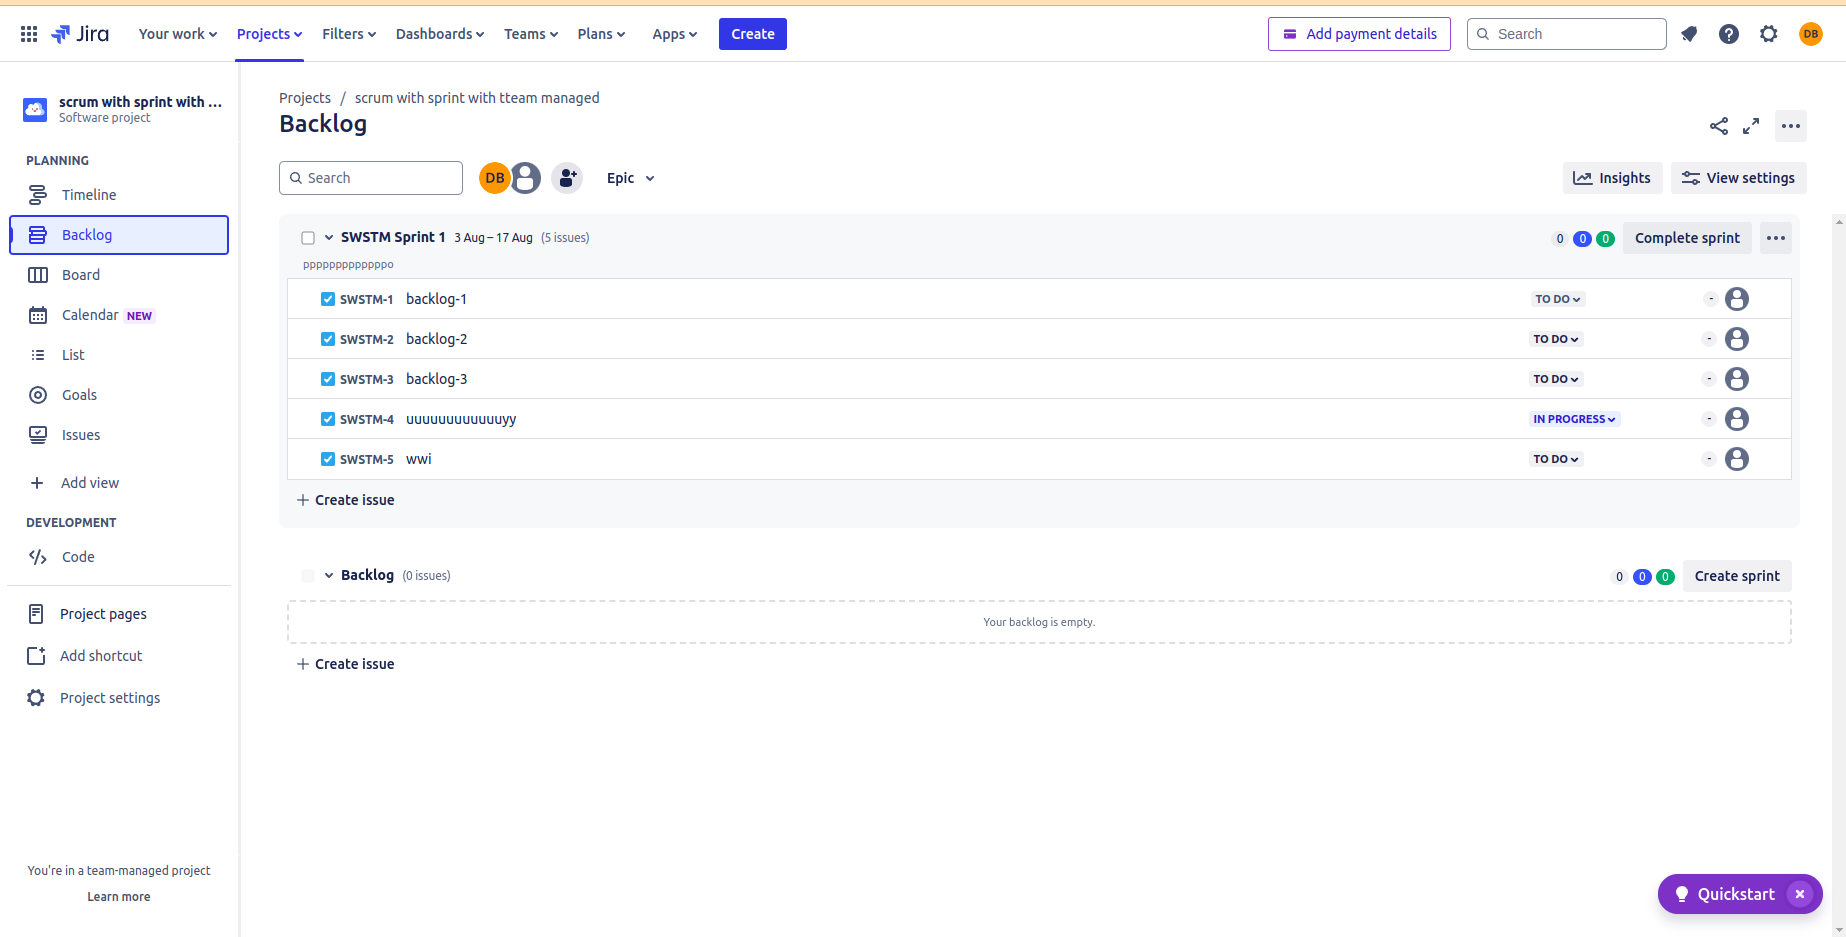 Jira Your work Projects Filters Dashboards Teams Plans Apps Create Add payment details Search DB
scrum with sprint with ...
Software project
PLANNING
Timeline
Backlog
Board
Calendar NEW
List
Goals
Issues
Add view
DEVELOPMENT
Code
Project pages
Add shortcut
Project settings
You're in a team-managed project
Learn more
Projects / scrum with sprint with tteam managed
Backlog
Search DB Epic Insights View settings
SWSTM Sprint 1 3 Aug – 17 Aug (5 issues) 0 0 0 Complete sprint
ppppppppppppppo
SWSTM-1 backlog-1 TO DO -
SWSTM-2 backlog-2 TO DO -
SWSTM-3 backlog-3 TO DO -
SWSTM-4 uuuuuuuuuuuuyy IN PROGRESS -
SWSTM-5 wwi TO DO -
+ Create issue
Backlog (0 issues) 0 0 0 Create sprint
Your backlog is empty.
+ Create issue
Quickstart